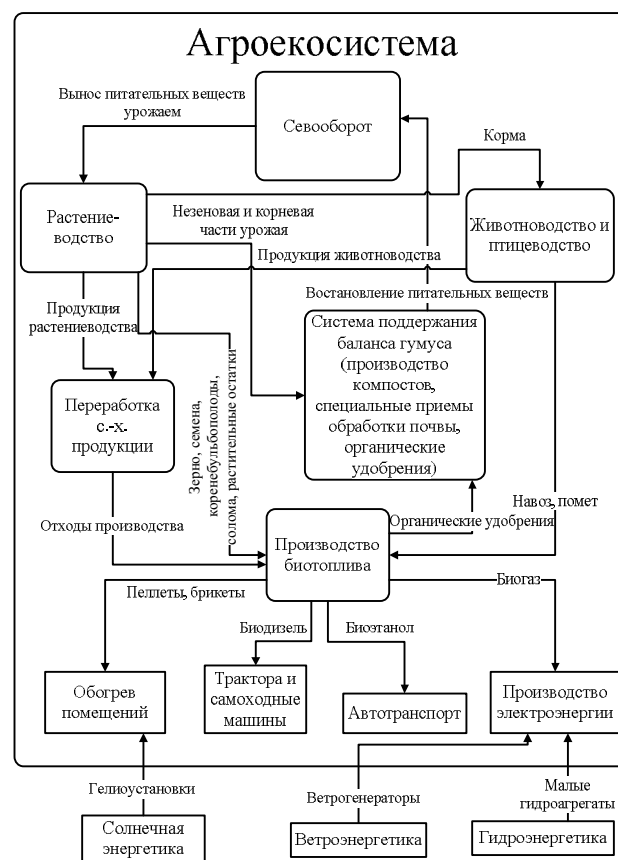 Агроекосистема
Вынос питательных веществ
урожаем
Севооборот
Корма
Растение-
водство
Незеновая и корневая
части урожая
Животноводство и
птицеводство
Продукция животноводства
Продукция
растениеводства
Востановление питательных веществ
Система поддержания
баланса гумуса
(производство
компостов,
специальные приемы
обработки почвы,
органические
удобрения)
Переработка
с.-х.
продукции
Зерно, семена,
коренебульбополоды,
солома, растительные остатки
Навоз, помет
Отходы производства
Органические удобрения
Производство
биотоплива
Пеллеты, брикеты
Биогаз
Биодизель
Биоэтанол
Обогрев
помещений
Трактора и
самоходные
машины
Автотранспорт
Производство
электроэнергии
Гелиоустановки
Ветрогенераторы
Малые
гидроагрегаты
Солнечная
энергетика
Ветроэнергетика
Гидроэнергетика